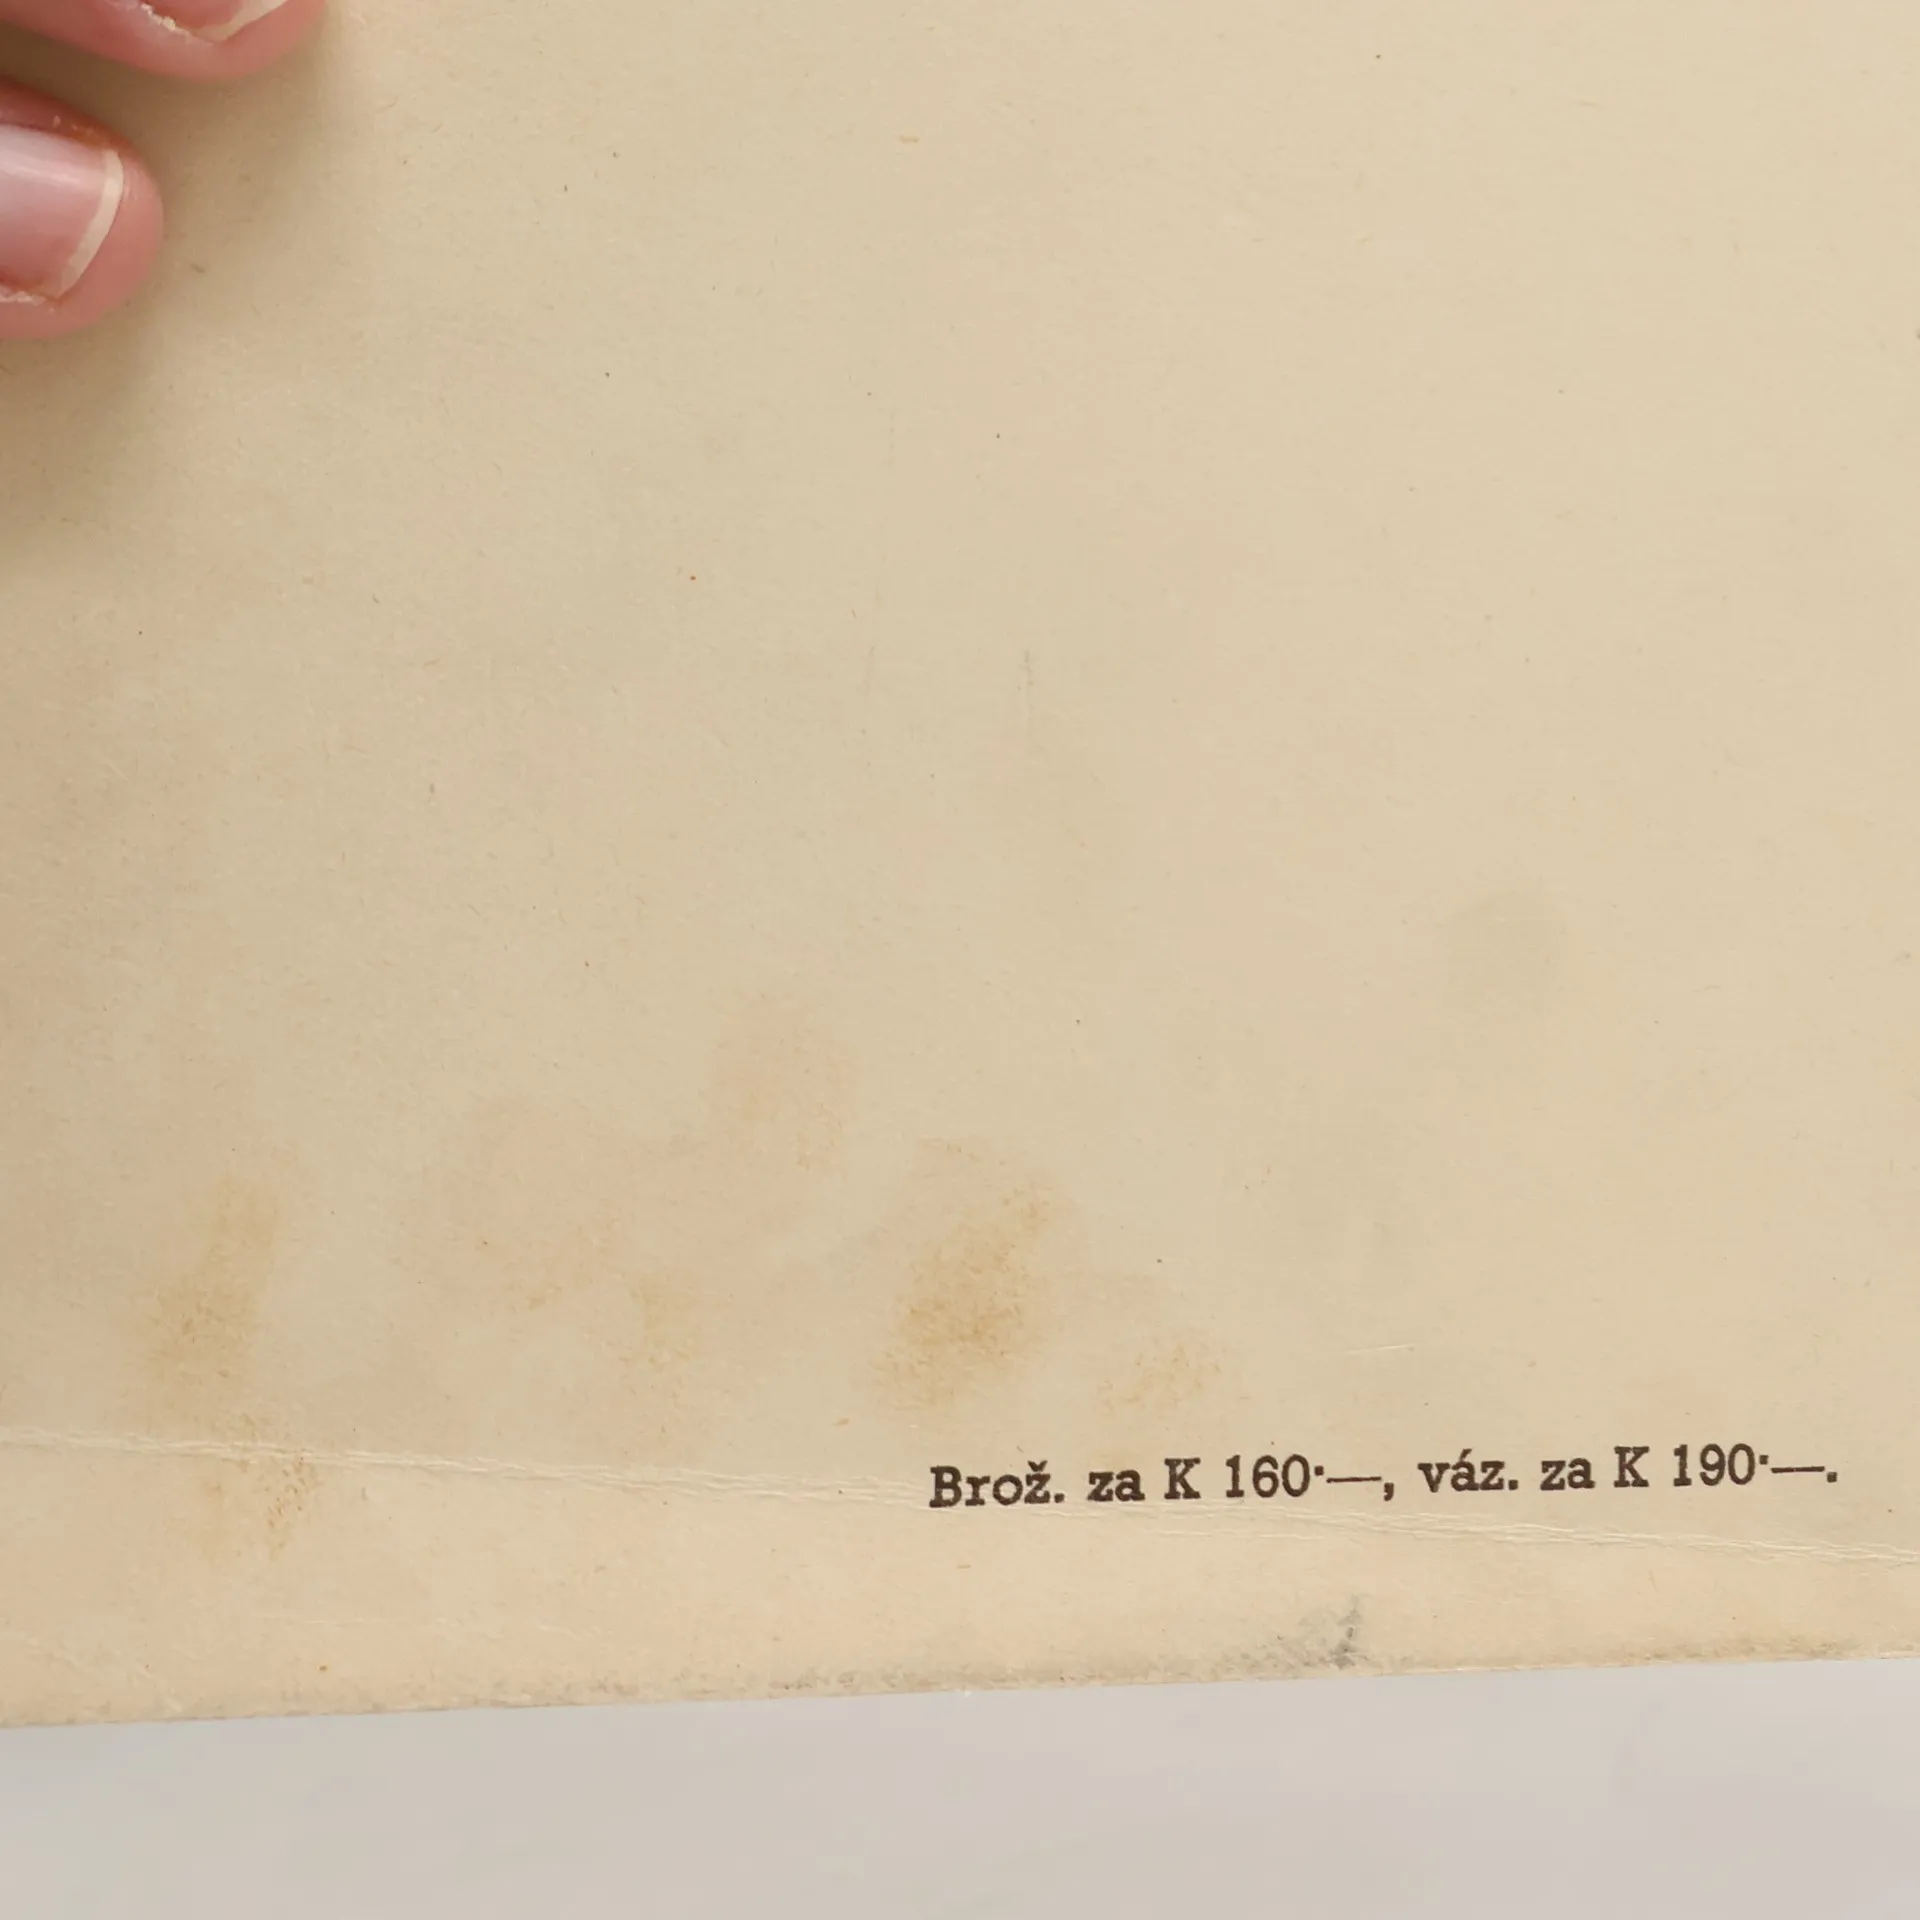 Brož. za K 160·—, váz. za K 190·—.